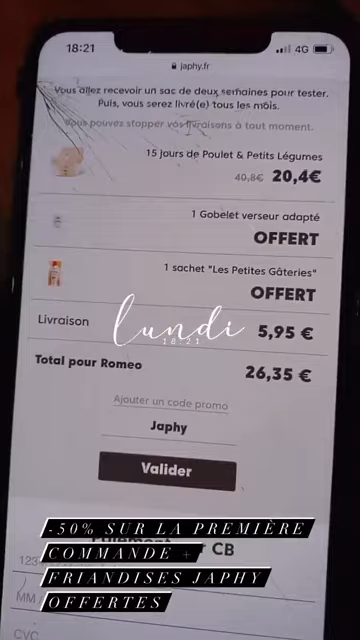 18:21
4G
japhy.fr
Vous allez recevoir un sac de deux semaines pour tester.
Puis, vous serez livré(e) tous les mois.
Vous pouvez stopper vos livraisons à tout moment.
15 jours de Poulet & Petits Légumes
40,8€ 20,4€
1 Gobelet verseur adapté
OFFERT
1 sachet "Les Petites Gâteries"
OFFERT
Livraison 5,95 €
lundi
18:21
Total pour Romeo 26,35 €
Ajouter un code promo
Japhy
Valider
CB
-50% SUR LA PREMIÈRE
COMMANDE +
FRIANDISES JAPHY
OFFERTES
123
MM
CVC